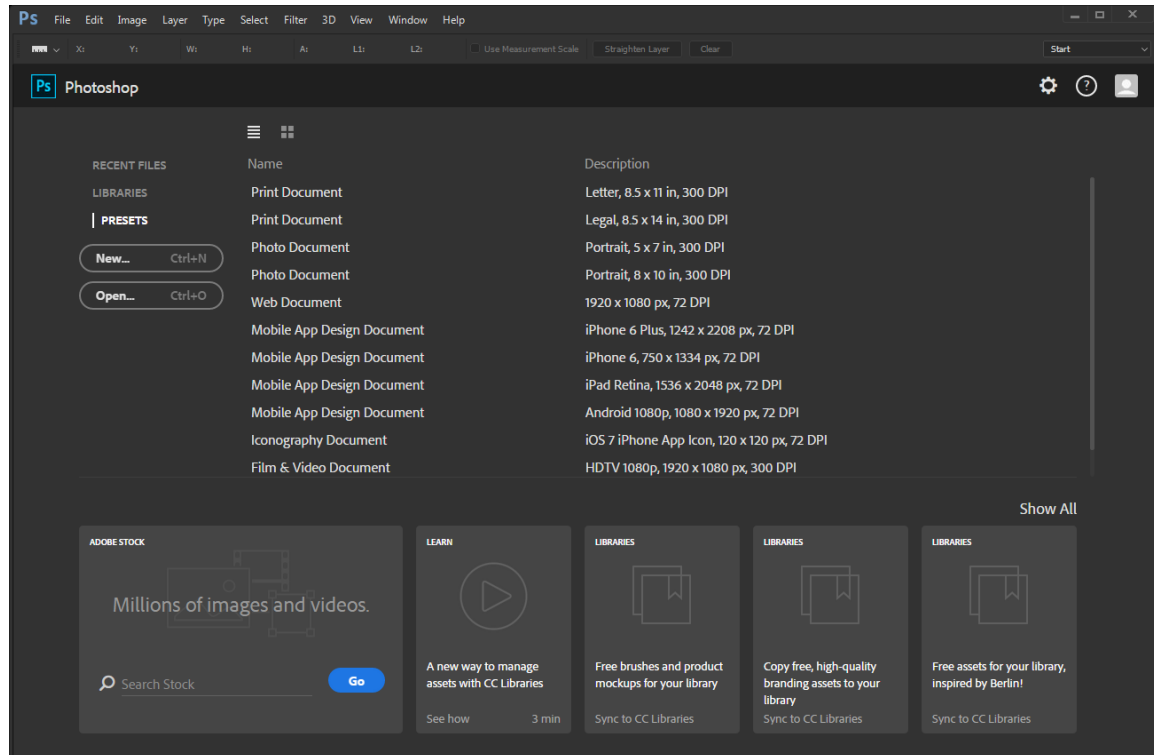 Ps File Edit Image Layer Type Select Filter 3D View Window Help
X: Y: W: H: A: L1: L2: Use Measurement Scale Straighten Layer Clear Start
Ps Photoshop ?
RECENT FILES
LIBRARIES
PRESETS
New... Ctrl+N
Open... Ctrl+O
Name Description
Print Document Letter, 8.5 x 11 in, 300 DPI
Print Document Legal, 8.5 x 14 in, 300 DPI
Photo Document Portrait, 5 x 7 in, 300 DPI
Photo Document Portrait, 8 x 10 in, 300 DPI
Web Document 1920 x 1080 px, 72 DPI
Mobile App Design Document iPhone 6 Plus, 1242 x 2208 px, 72 DPI
Mobile App Design Document iPhone 6, 750 x 1334 px, 72 DPI
Mobile App Design Document iPad Retina, 1536 x 2048 px, 72 DPI
Mobile App Design Document Android 1080p, 1080 x 1920 px, 72 DPI
Iconography Document iOS 7 iPhone App Icon, 120 x 120 px, 72 DPI
Film & Video Document HDTV 1080p, 1920 x 1080 px, 300 DPI
Show All
ADOBE STOCK
Millions of images and videos.
Search Stock Go
LEARN
A new way to manage
assets with CC Libraries
See how 3 min
LIBRARIES
Free brushes and product
mockups for your library
Sync to CC Libraries
LIBRARIES
Copy free, high-quality
branding assets to your
library
Sync to CC Libraries
LIBRARIES
Free assets for your library,
inspired by Berlin!
Sync to CC Libraries